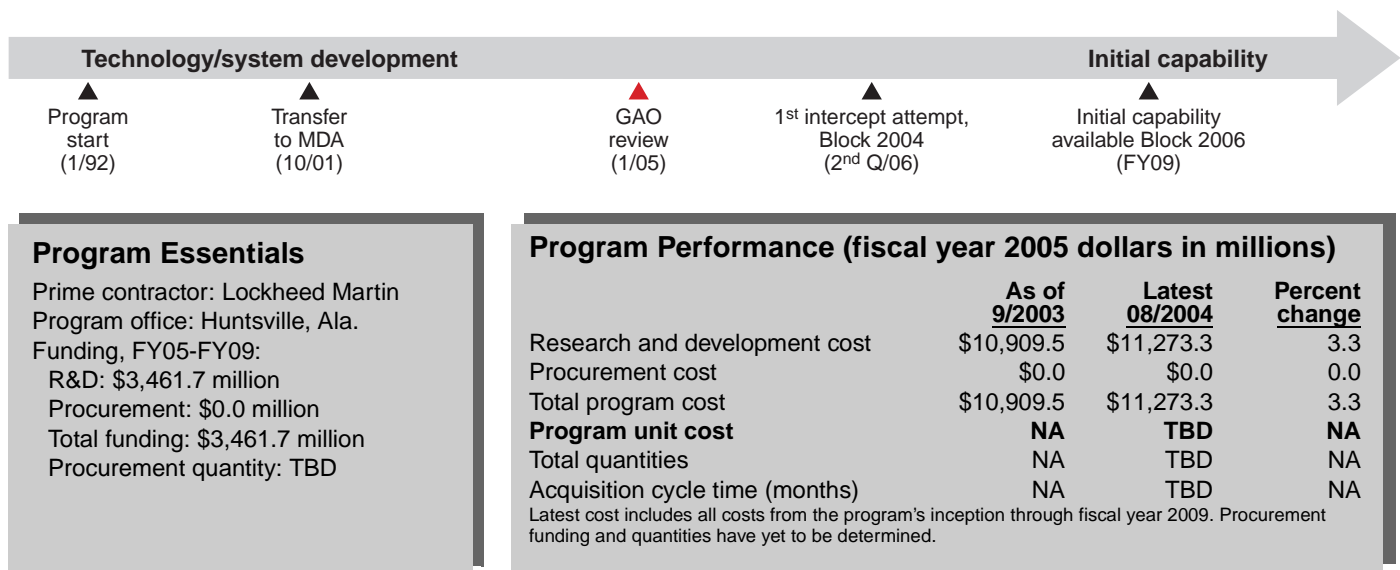 Technology/system development
Initial capability
Program
start
(1/92)
Transfer
to MDA
(10/01)
GAO
review
(1/05)
1st intercept attempt,
Block 2004
(2nd Q/06)
Initial capability
available Block 2006
(FY09)
Program Essentials
Prime contractor: Lockheed Martin
Program office: Huntsville, Ala.
Funding, FY05-FY09:
R&D: $3,461.7 million
Procurement: $0.0 million
Total funding: $3,461.7 million
Procurement quantity: TBD
Program Performance (fiscal year 2005 dollars in millions)
As of Latest Percent
9/2003 08/2004 change
Research and development cost $10,909.5 $11,273.3 3.3
Procurement cost $0.0 $0.0 0.0
Total program cost $10,909.5 $11,273.3 3.3
Program unit cost NA TBD NA
Total quantities NA TBD NA
Acquisition cycle time (months) NA TBD NA
Latest cost includes all costs from the program's inception through fiscal year 2009. Procurement
funding and quantities have yet to be determined.